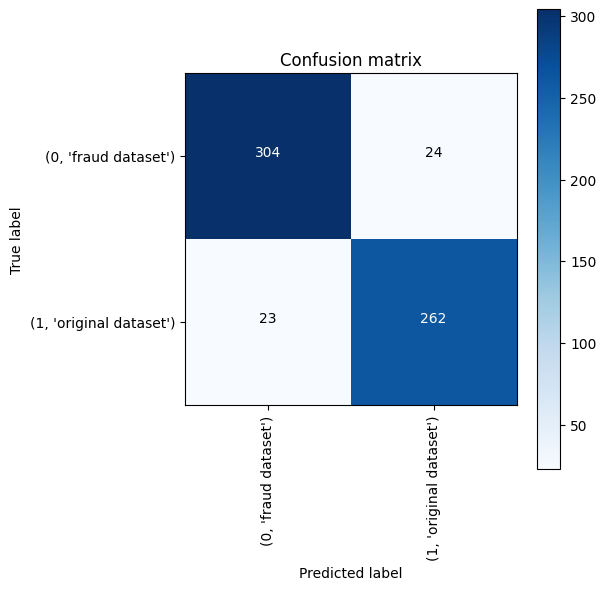 Confusion matrix
True label
(0, 'fraud dataset')
(1, 'original dataset')
304
24
23
262
(0, 'fraud dataset')
(1, 'original dataset')
Predicted label
300
250
200
150
100
50